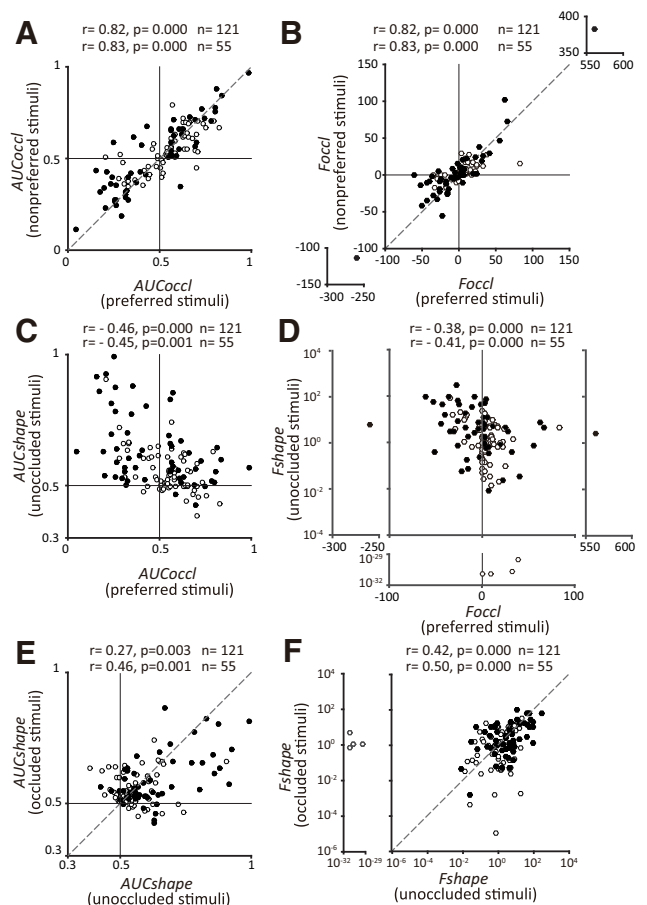 A
r= 0.82, p= 0.000 n= 121
r= 0.83, p= 0.000 n= 55
1
0.5
0
0 0.5 1
AUCoccl
(nonpreferred stimuli)
AUCoccl
(preferred stimuli)
B
r= 0.82, p= 0.000 n= 121
r= 0.83, p= 0.000 n= 55
400
350
550 600
150
100
50
0
-50
-100
-100 -50 0 50 100 150
-100
-150
-300 -250
Foccl
(nonpreferred stimuli)
Foccl
(preferred stimuli)
C
r= - 0.46, p=0.000 n= 121
r= - 0.45, p=0.001 n= 55
1
0.5
0.3
0 0.5 1
AUCshape
(unoccluded stimuli)
AUCoccl
(preferred stimuli)
D
r= - 0.38, p= 0.000 n= 121
r= - 0.41, p= 0.000 n= 55
10⁴
10²
10⁰
10⁻²
10⁻⁴
-300 -250
550 600
10⁻²⁹
10⁻³²
-100 0 100
Fshape
(unoccluded stimuli)
Foccl
(preferred stimuli)
E
r= 0.27, p=0.003 n= 121
r= 0.46, p=0.001 n= 55
1
0.5
0.3
0.3 0.5 1
AUCshape
(occluded stimuli)
AUCshape
(unoccluded stimuli)
F
r= 0.42, p= 0.000 n= 121
r= 0.50, p= 0.000 n= 55
10⁴
10²
10⁰
10⁻²
10⁻⁴
10⁻⁶
10⁻³² 10⁻²⁹ 10⁻⁶ 10⁻⁴ 10⁻² 10⁰ 10² 10⁴
Fshape
(occluded stimuli)
Fshape
(unoccluded stimuli)